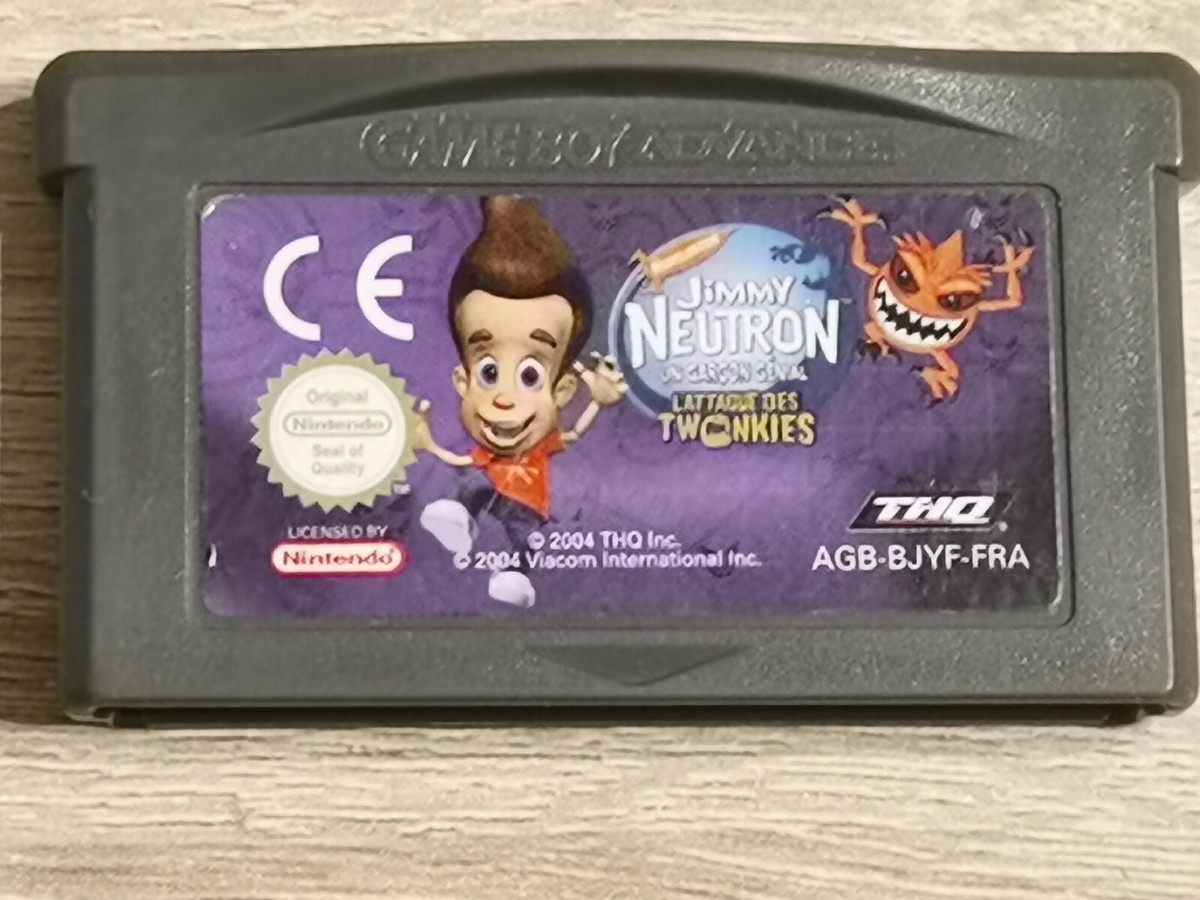 GAME BOY ADVANCE
CE
Original
Nintendo
Seal of
Quality
TM
LICENSED BY
Nintendo
JIMMY
NEUTRON
UN GARÇON GÉNIAL
L'ATTAQUE DES
TWONKIES
© 2004 THQ Inc.
© 2004 Viacom International Inc.
THQ
AGB-BJYF-FRA